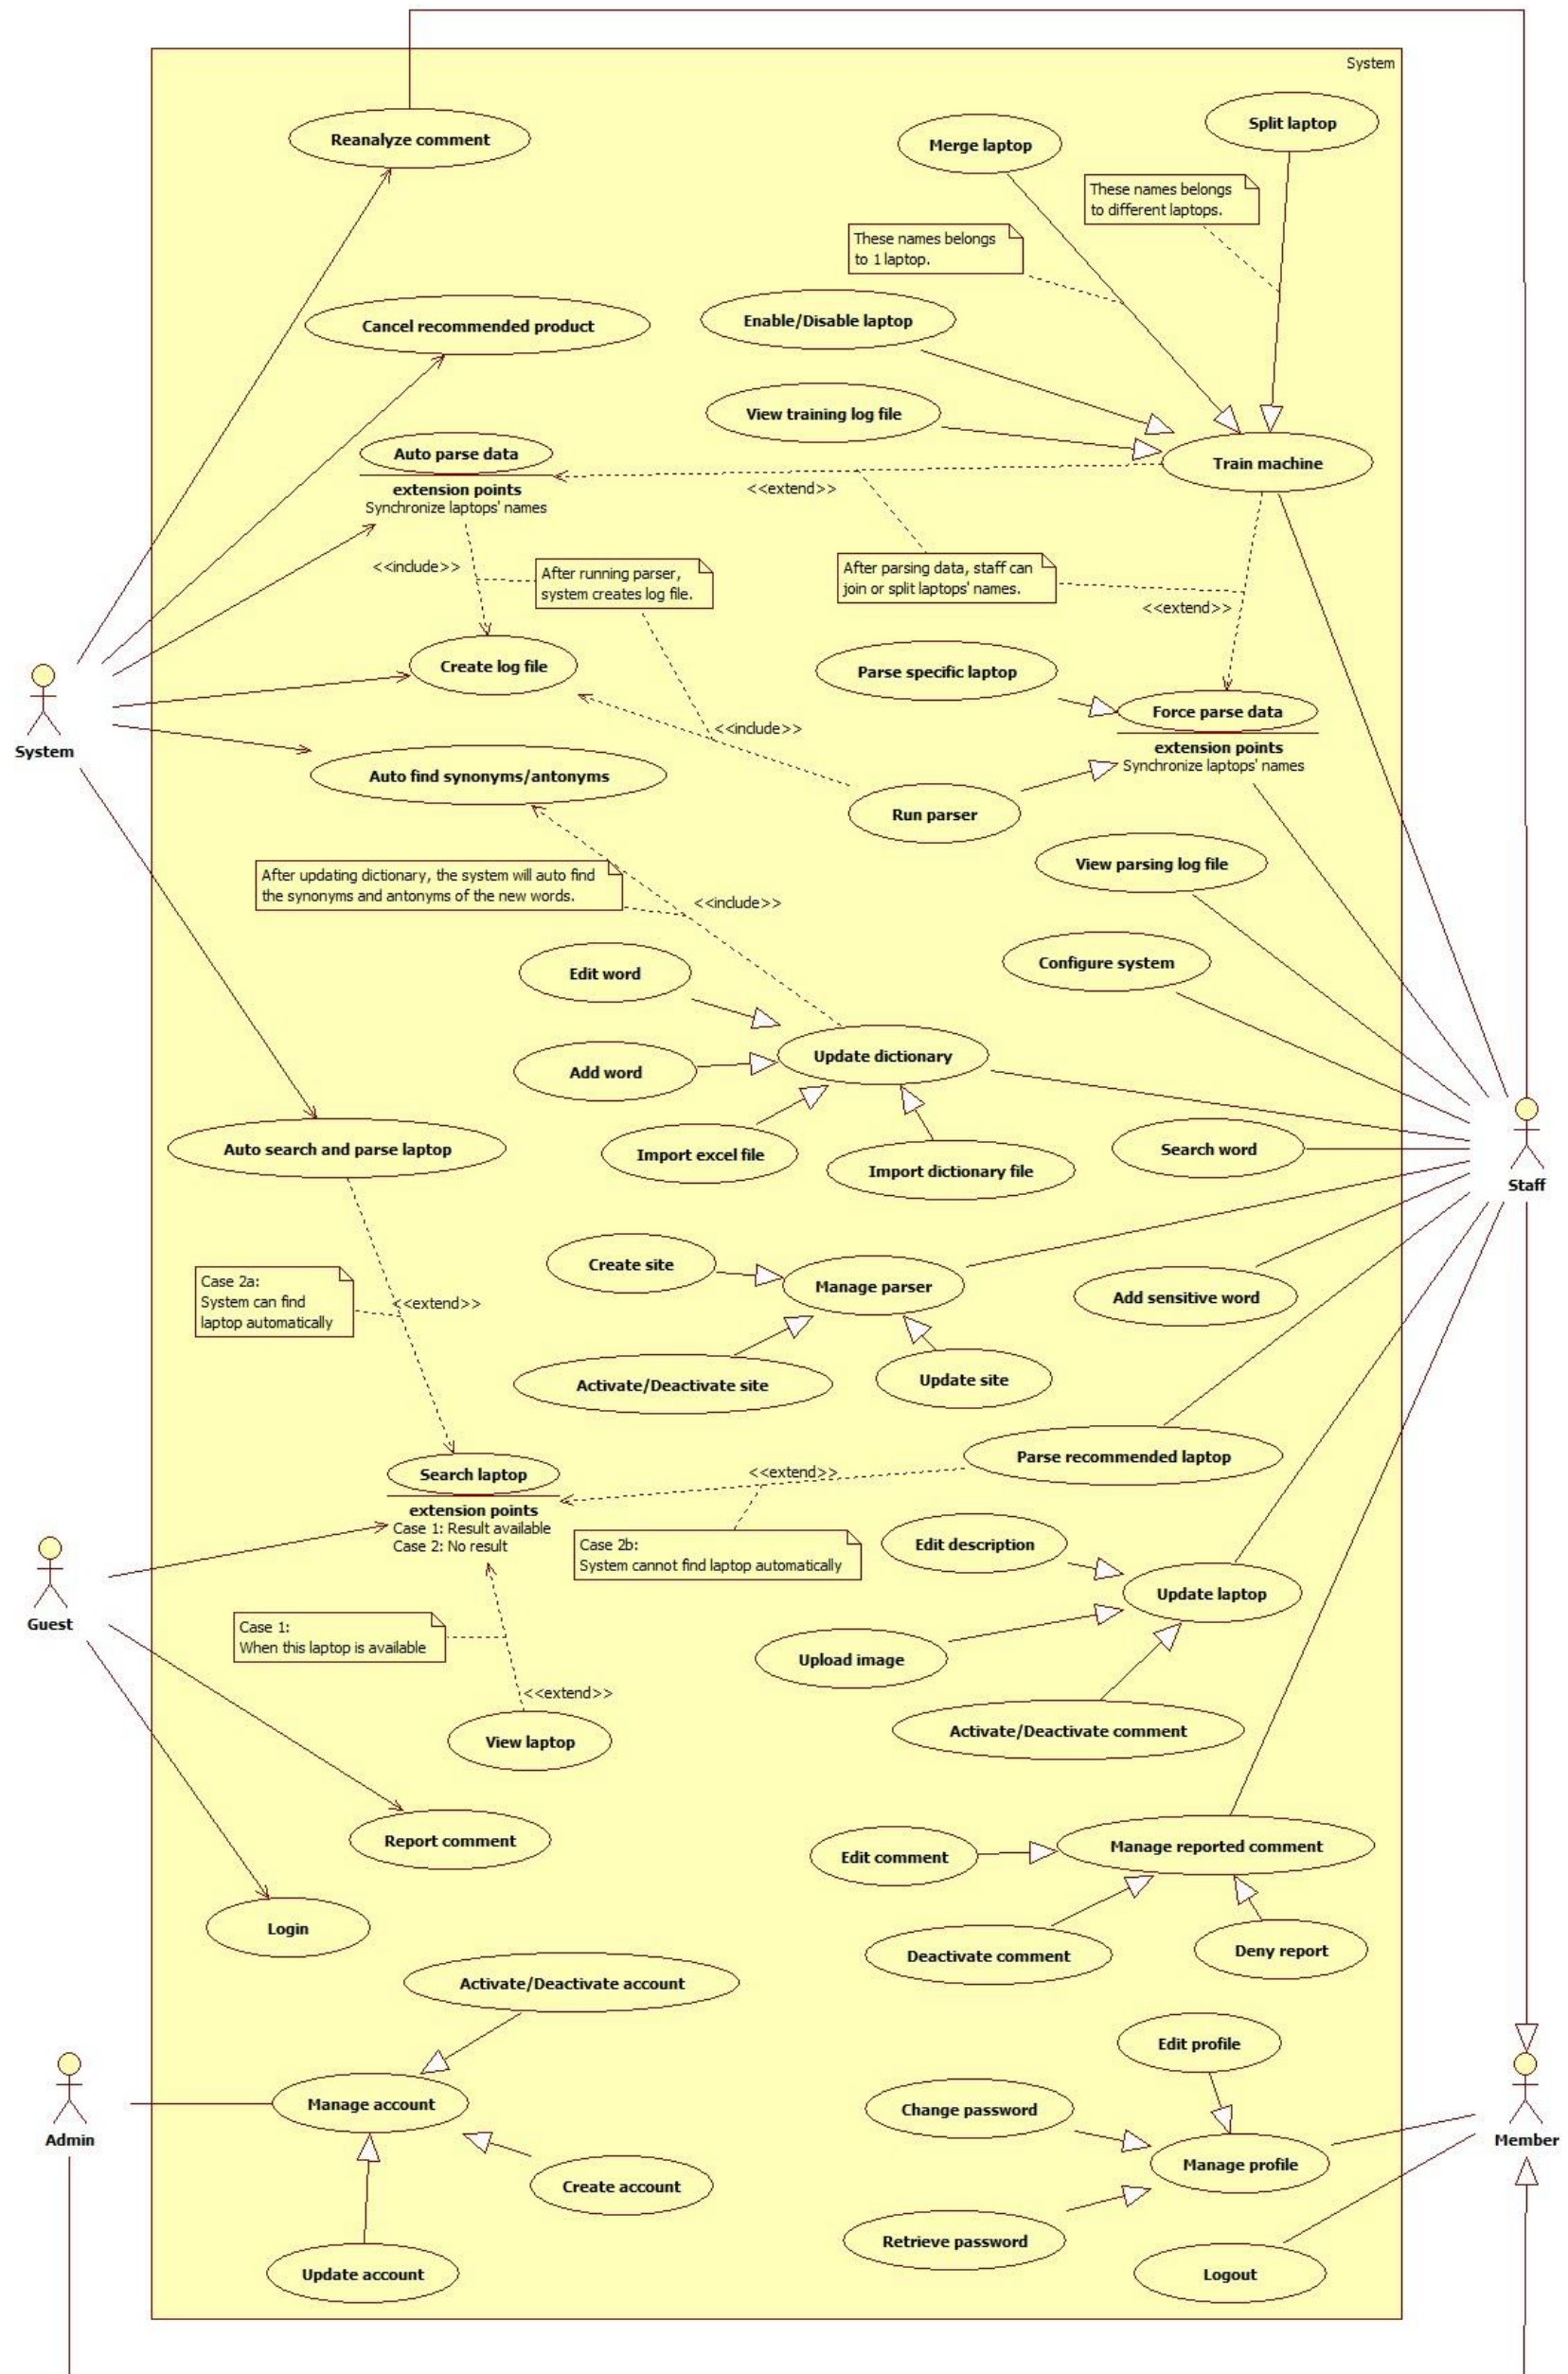 System
Reanalyze comment
Merge laptop
Split laptop
These names belongs
to different laptops.
These names belongs
to 1 laptop.
Cancel recommended product
Enable/Disable laptop
View training log file
Auto parse data
extension points
Synchronize laptops' names
Train machine
<<extend>>
<<include>>
After running parser,
system creates log file.
After parsing data, staff can
join or split laptops' names.
<<extend>>
Create log file
Parse specific laptop
Force parse data
extension points
Synchronize laptops' names
<<include>>
System
Auto find synonyms/antonyms
Run parser
View parsing log file
After updating dictionary, the system will auto find
the synonyms and antonyms of the new words.
<<include>>
Edit word
Configure system
Update dictionary
Add word
Import excel file
Import dictionary file
Search word
Auto search and parse laptop
Staff
Create site
Manage parser
Add sensitive word
Case 2a:
System can find
laptop automatically
<<extend>>
Activate/Deactivate site
Update site
Parse recommended laptop
Search laptop
extension points
Case 1: Result available
Case 2: No result
<<extend>>
Case 2b:
System cannot find laptop automatically
Edit description
Update laptop
Guest
Case 1:
When this laptop is available
Upload image
<<extend>>
View laptop
Activate/Deactivate comment
Report comment
Edit comment
Manage reported comment
Login
Deactivate comment
Deny report
Activate/Deactivate account
Edit profile
Manage account
Change password
Admin
Member
Manage profile
Create account
Retrieve password
Update account
Logout